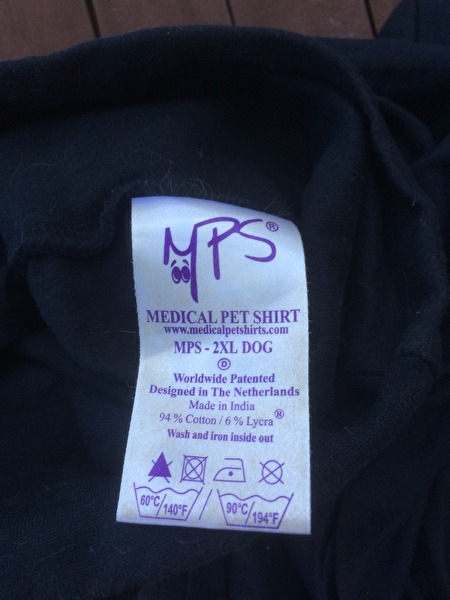 MPS®
MEDICAL PET SHIRT
www.medicalpetshirts.com
MPS - 2XL DOG
D
Worldwide Patented
Designed in The Netherlands
Made in India
94 % Cotton / 6 % Lycra®
Wash and iron inside out
60°C/140°F / 90°C/194°F